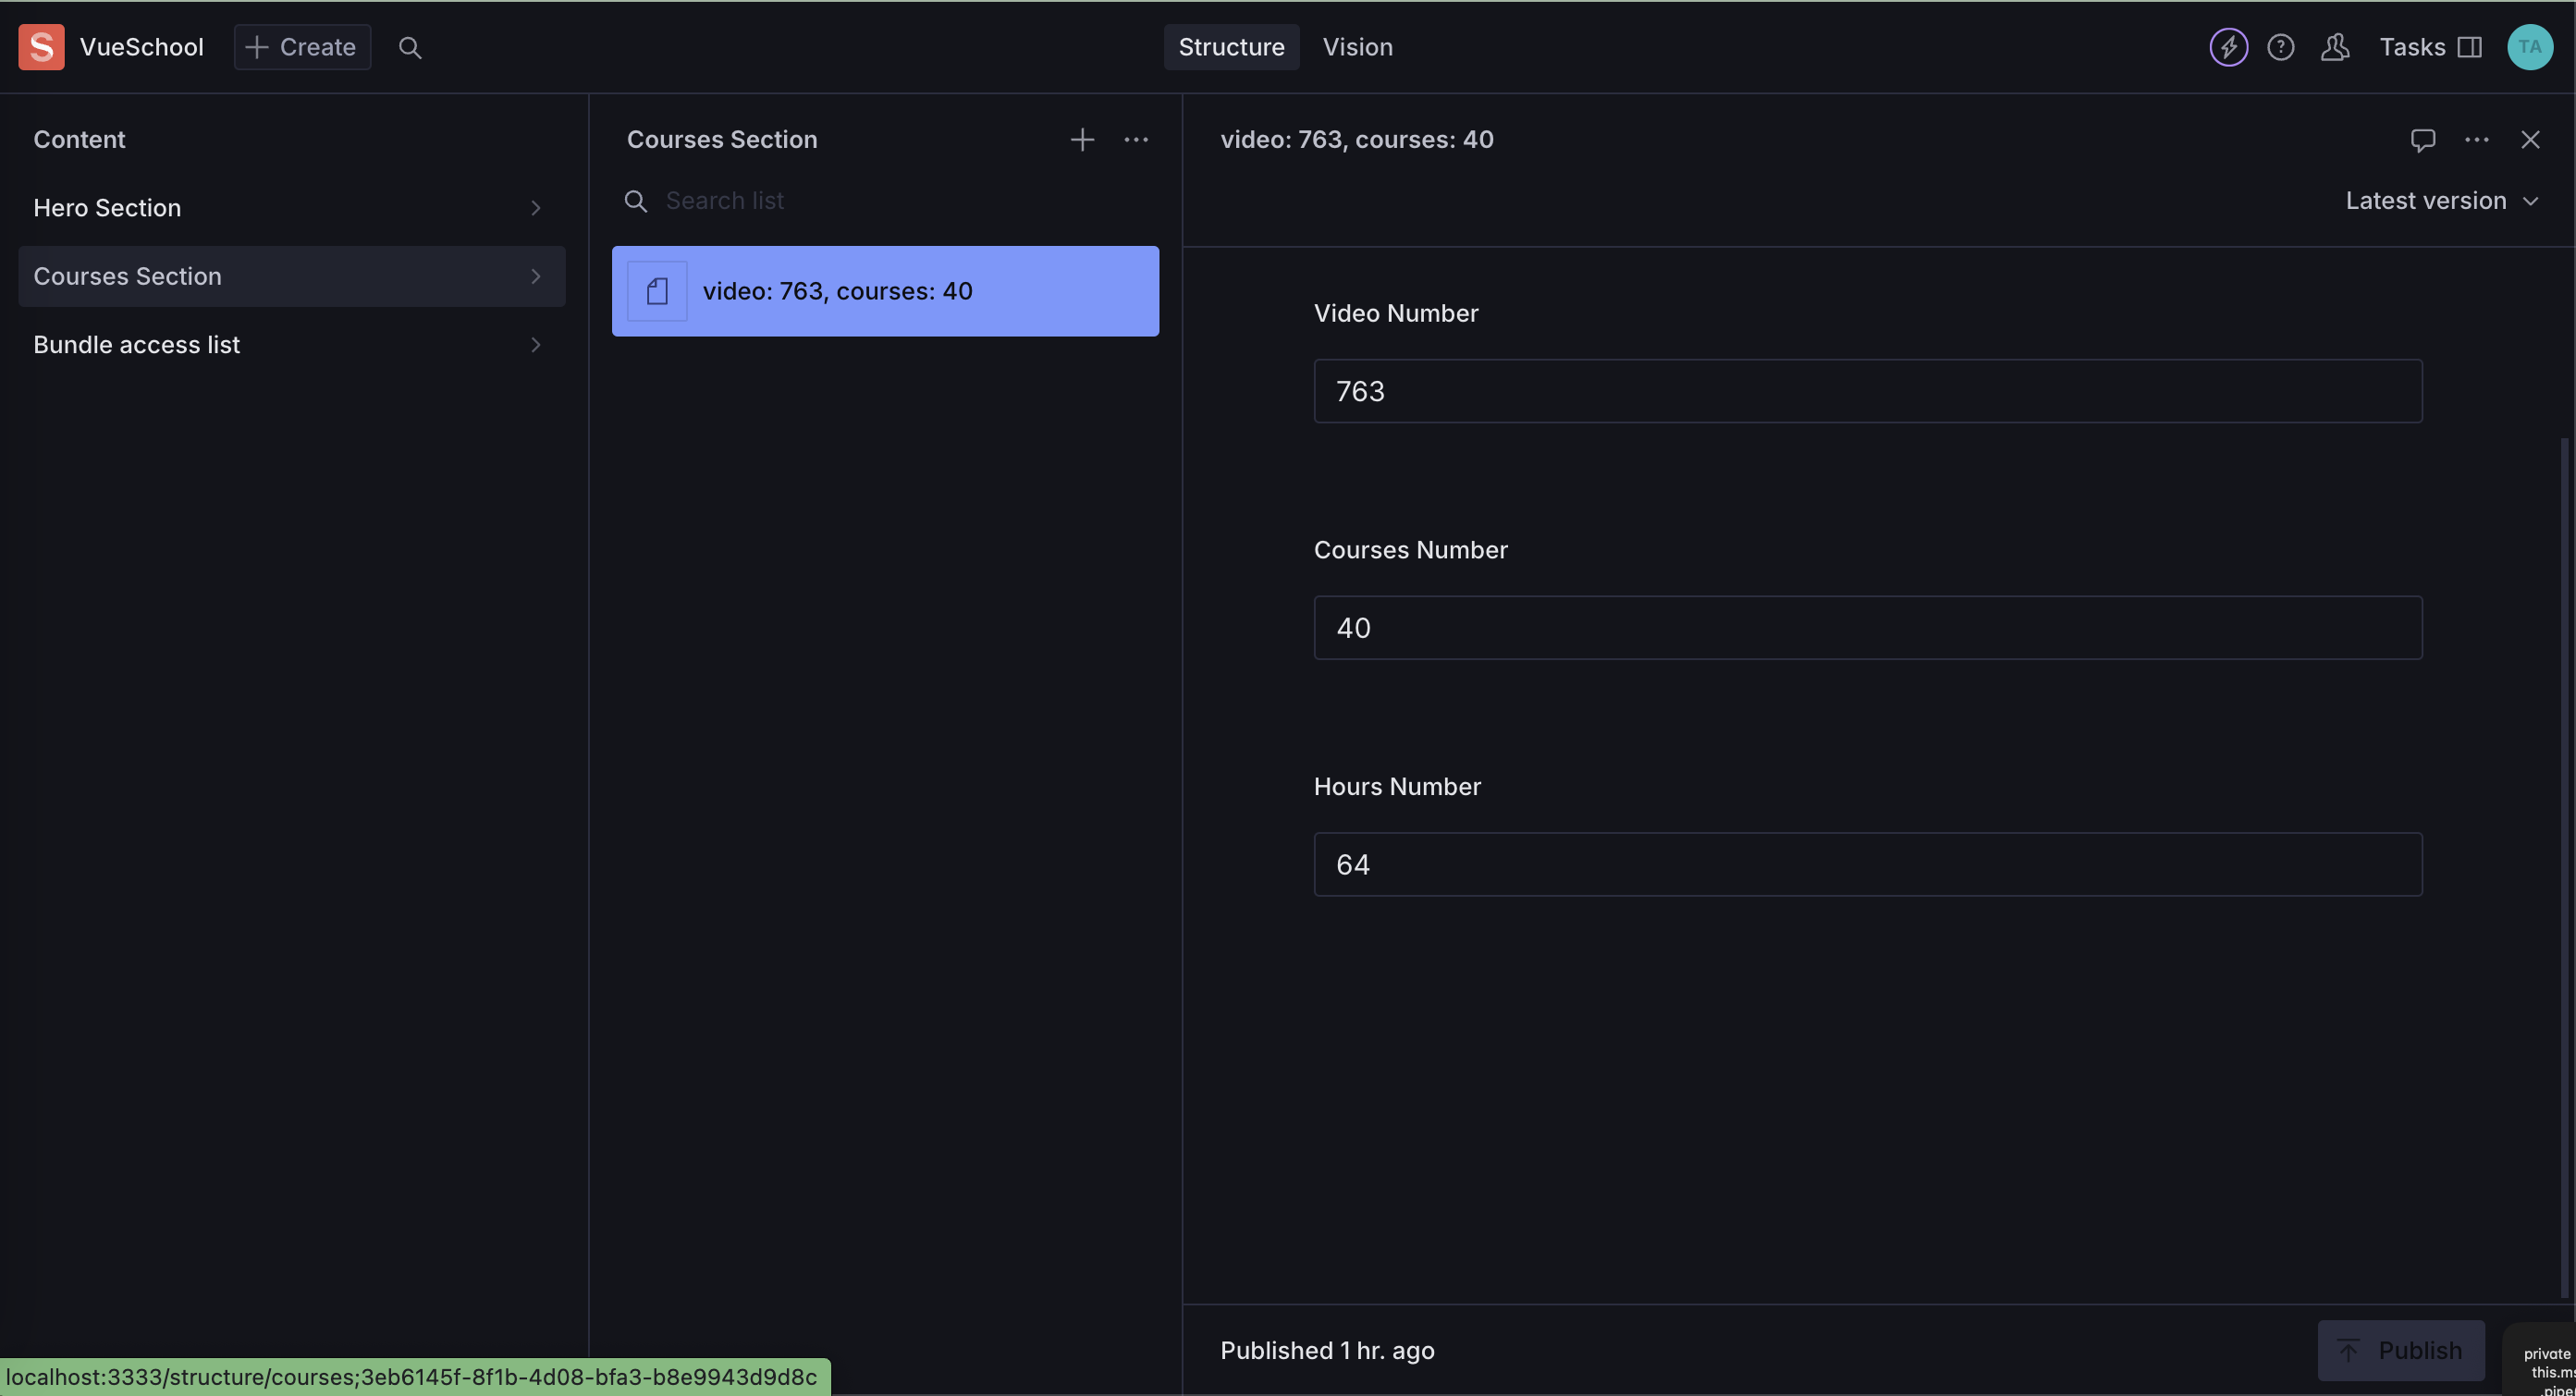 S VueSchool
Create
Structure
Vision
Tasks
TA
Content
Hero Section
Courses Section
Bundle access list
Courses Section
Search list
video: 763, courses: 40
video: 763, courses: 40
Latest version
Video Number
763
Courses Number
40
Hours Number
64
Published 1 hr. ago
Publish
private
this.m
.pipe
localhost:3333/structure/courses;3eb6145f-8f1b-4d08-bfa3-b8e9943d9d8c